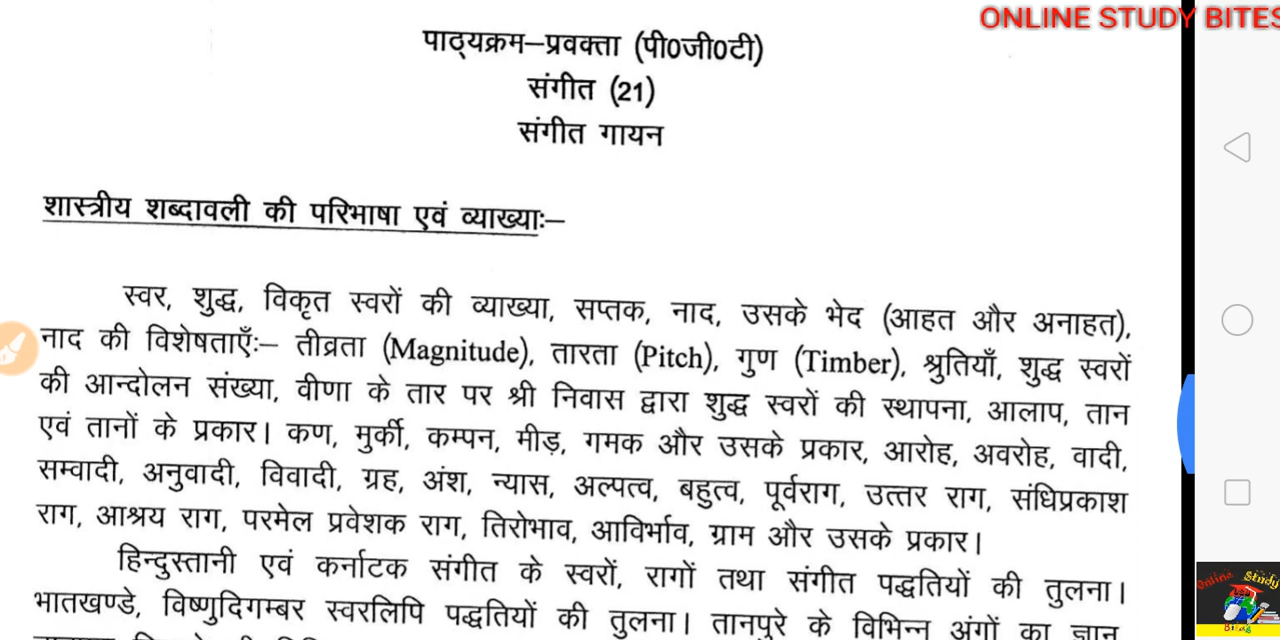 ONLINE STUDY BITES
पाठ्यक्रम–प्रवक्ता (पी0जी0टी)
संगीत (21)
संगीत गायन
शास्त्रीय शब्दावली की परिभाषा एवं व्याख्याः–
स्वर, शुद्ध, विकृत स्वरों की व्याख्या, सप्तक, नाद, उसके भेद (आहत और अनाहत),
नाद की विशेषताएँः– तीव्रता (Magnitude), तारता (Pitch), गुण (Timber), श्रुतियाँ, शुद्ध स्वरों
की आन्दोलन संख्या, वीणा के तार पर श्री निवास द्वारा शुद्ध स्वरों की स्थापना, आलाप, तान
एवं तानों के प्रकार। कण, मुर्की, कम्पन, मीड़, गमक और उसके प्रकार, आरोह, अवरोह, वादी,
सम्वादी, अनुवादी, विवादी, ग्रह, अंश, न्यास, अल्पत्व, बहुत्व, पूर्वराग, उत्तर राग, संधिप्रकाश
राग, आश्रय राग, परमेल प्रवेशक राग, तिरोभाव, आविर्भाव, ग्राम और उसके प्रकार।
हिन्दुस्तानी एवं कर्नाटक संगीत के स्वरों, रागों तथा संगीत पद्धतियों की तुलना।
भातखण्डे, विष्णुदिगम्बर स्वरलिपि पद्धतियों की तुलना। तानपुरे के विभिन्न अंगों का ज्ञान
Online Study
Bites